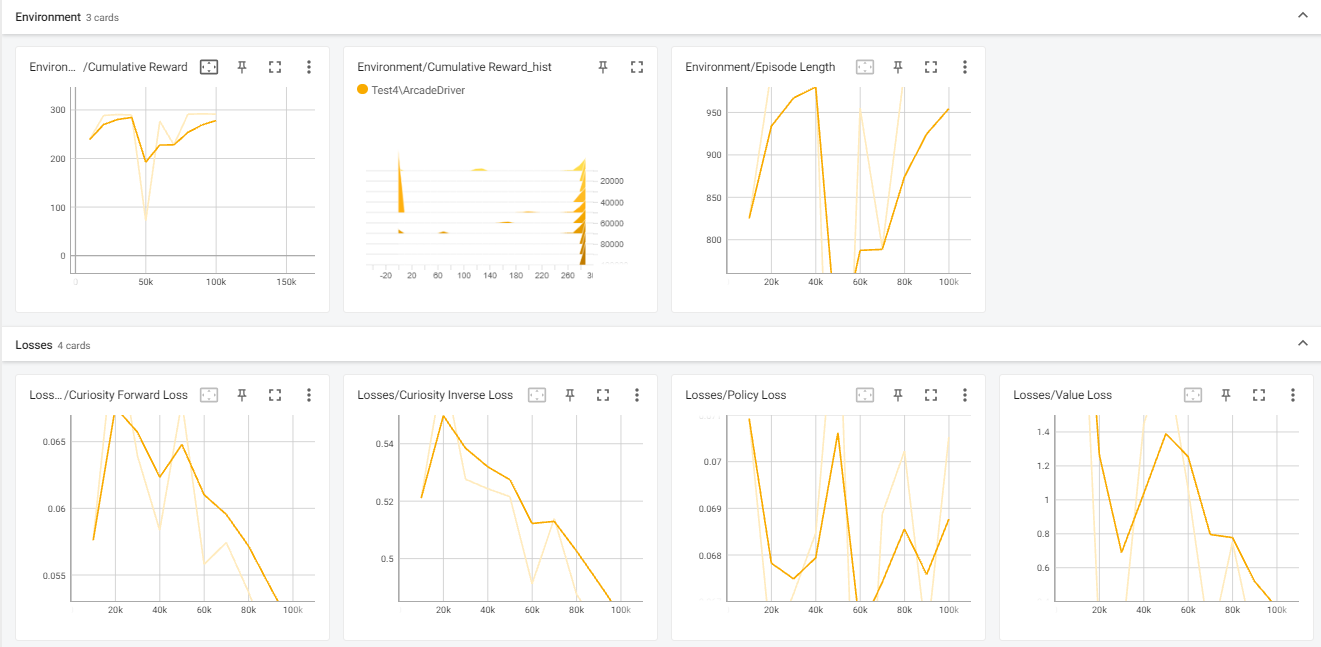 Environment 3 cards
Environ... /Cumulative Reward
300
200
100
0
0
50k
100k
150k
Environment/Cumulative Reward_hist
Test4\ArcadeDriver
20000
40000
60000
80000
-20 20 60 100 140 180 220 260 3
Environment/Episode Length
950
900
850
800
20k 40k 60k 80k 100k
Losses 4 cards
Loss... /Curiosity Forward Loss
0.065
0.06
0.055
20k 40k 60k 80k 100k
Losses/Curiosity Inverse Loss
0.54
0.52
0.5
20k 40k 60k 80k 100k
Losses/Policy Loss
0.07
0.069
0.068
20k 40k 60k 80k 100k
Losses/Value Loss
1.4
1.2
1
0.8
0.6
20k 40k 60k 80k 100k